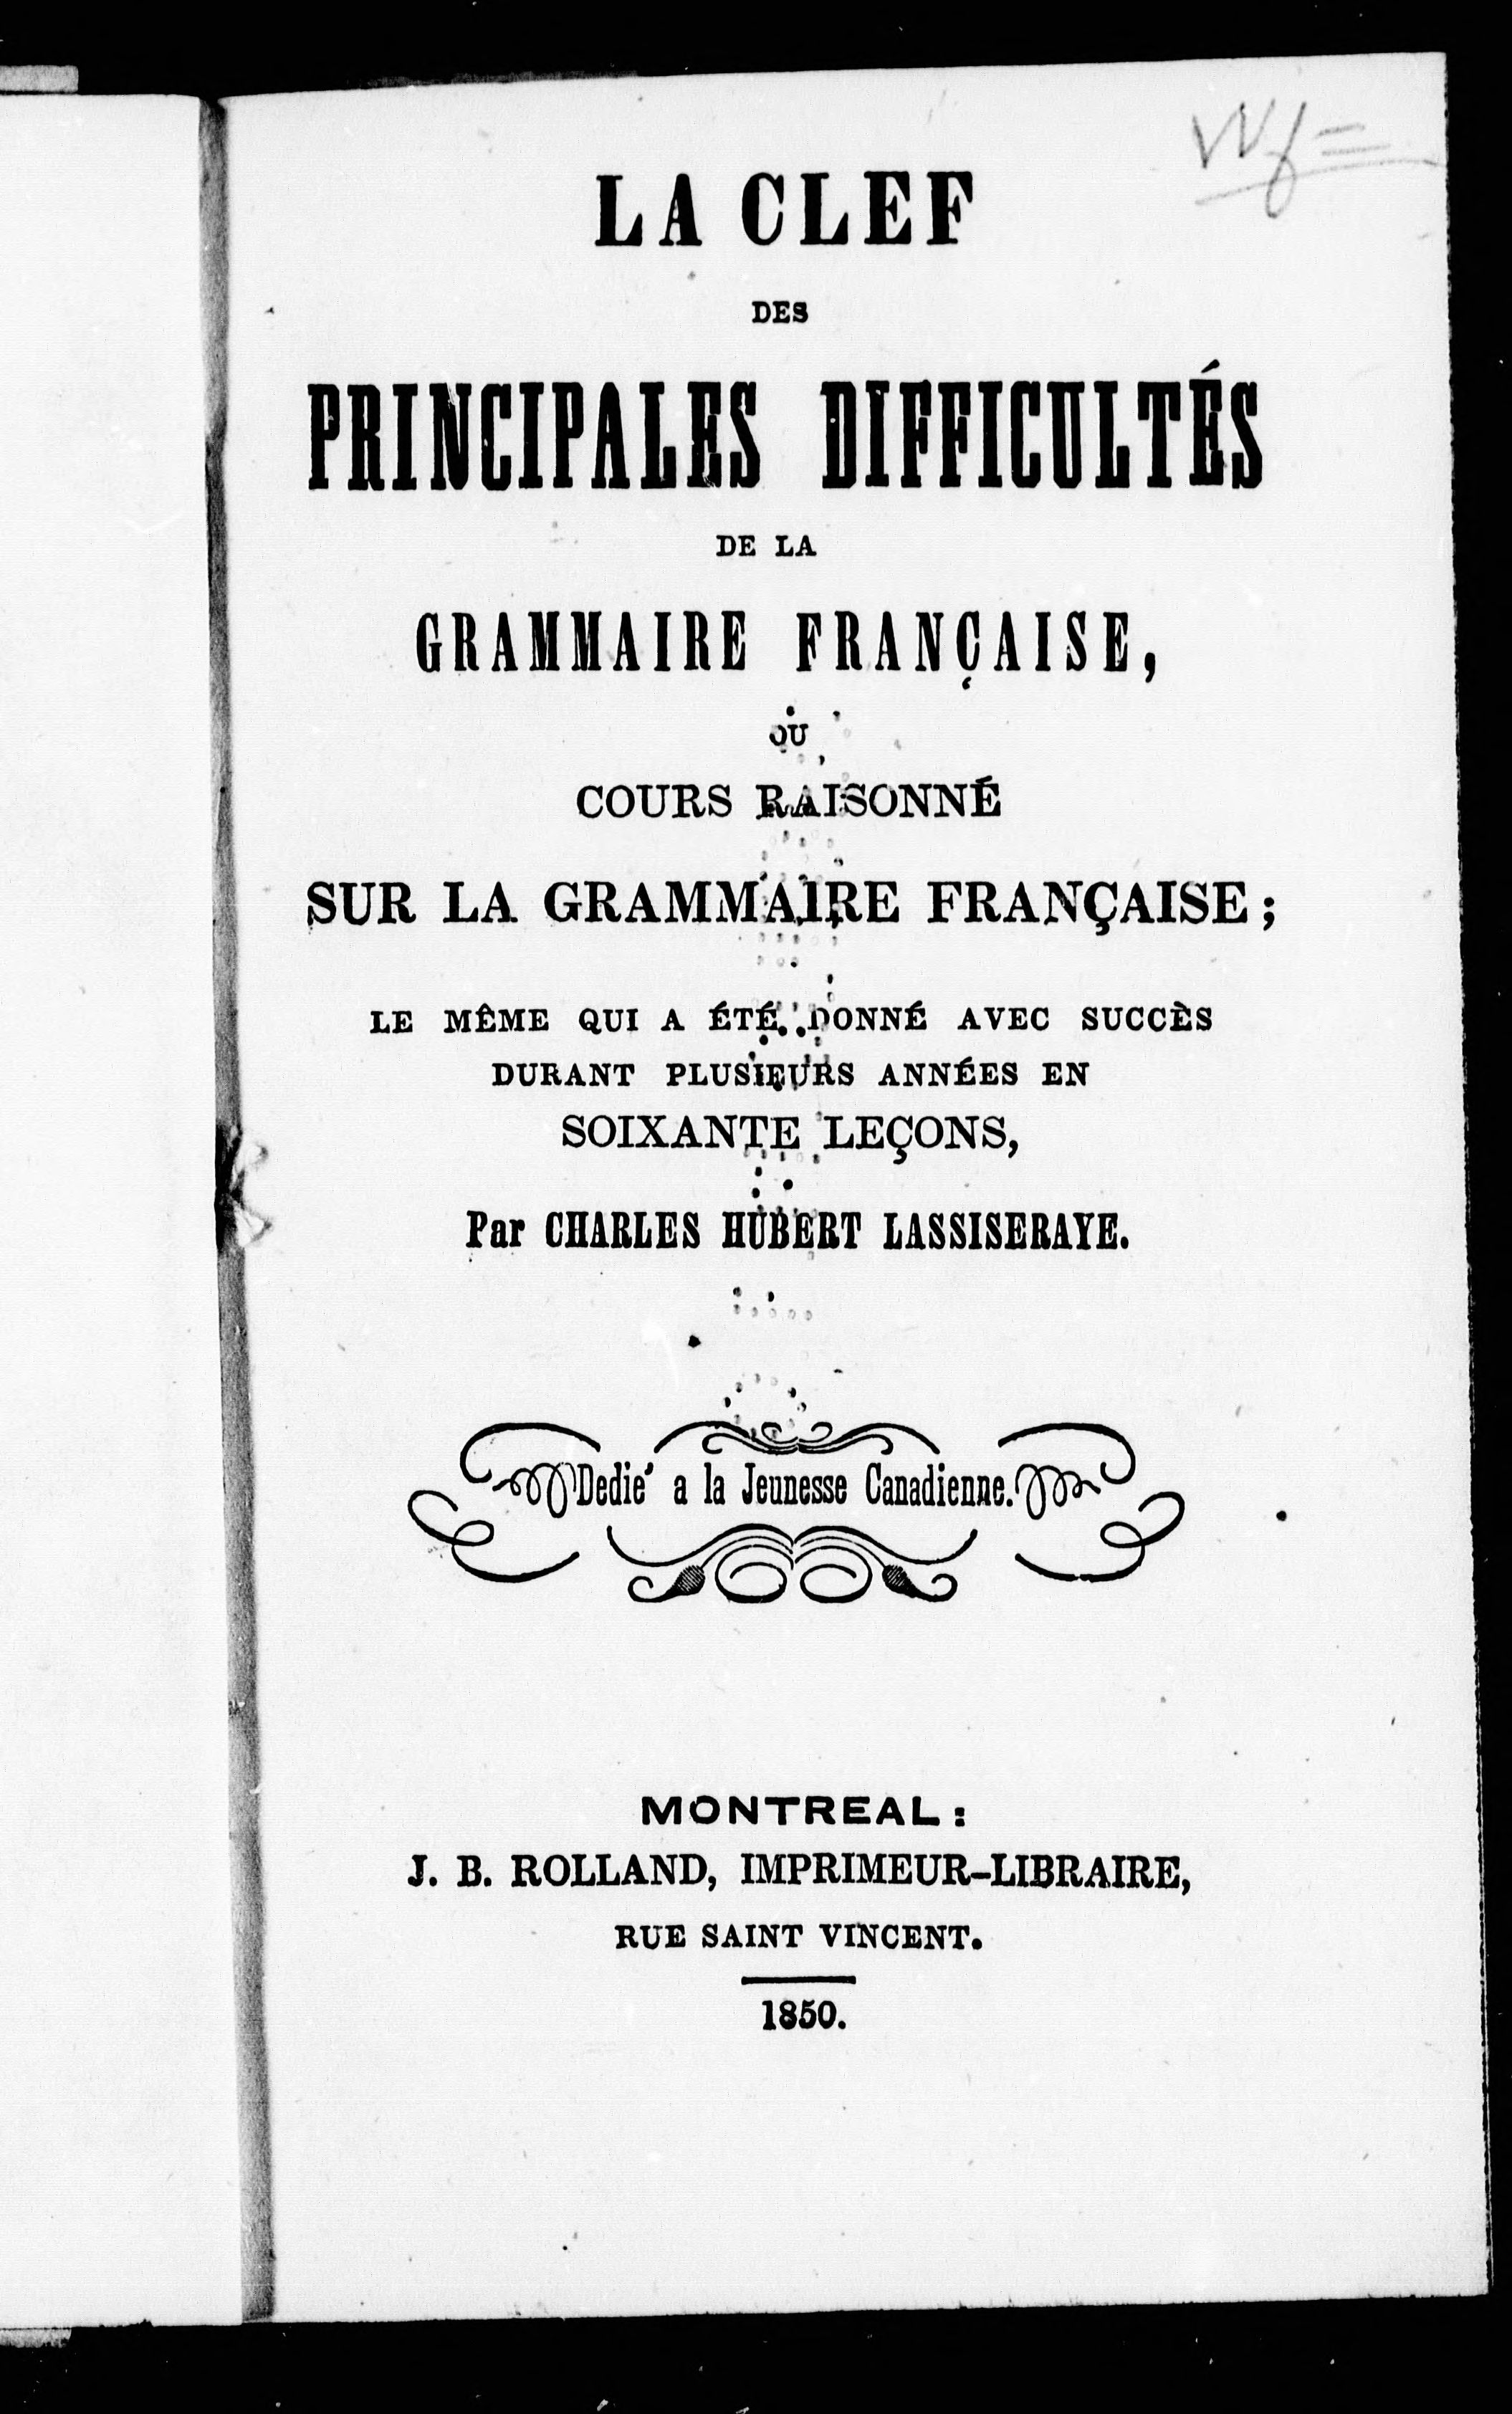 LA CLEF
DES
PRINCIPALES DIFFICULTÉS
DE LA
GRAMMAIRE FRANÇAISE,
OU
COURS RAISONNÉ
SUR LA GRAMMAIRE FRANÇAISE;
LE MÊME QUI A ÉTÉ DONNÉ AVEC SUCCÈS
DURANT PLUSIEURS ANNÉES EN
SOIXANTE LEÇONS,
Par CHARLES HUBERT LASSISERAYE.
Dedié a la Jeunesse Canadienne.
MONTREAL:
J. B. ROLLAND, IMPRIMEUR-LIBRAIRE,
RUE SAINT VINCENT.
1850.